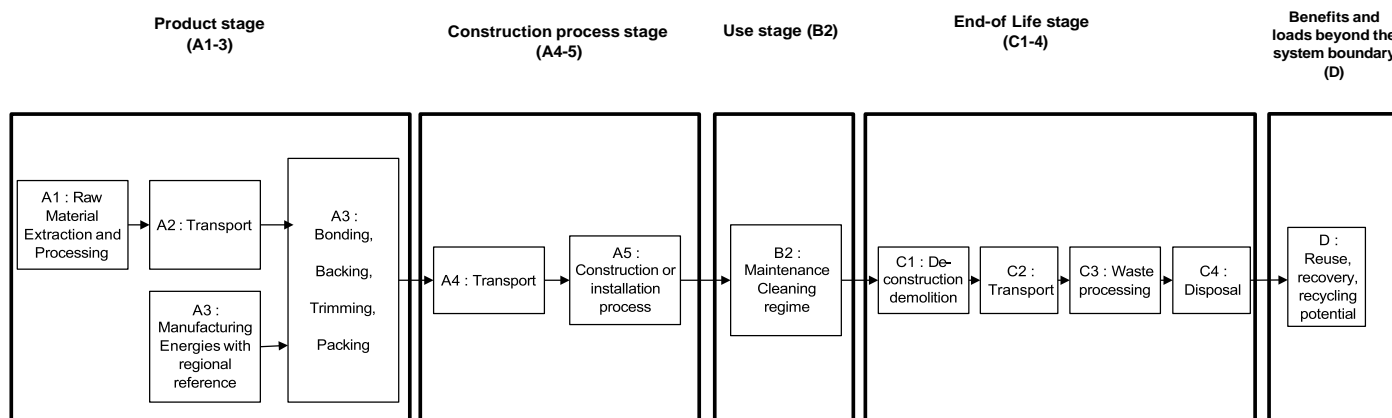 Product stage
(A1-3)
Construction process stage
(A4-5)
Use stage (B2)
End-of Life stage
(C1-4)
Benefits and
loads beyond the
system boundary
(D)
A1 : Raw
Material
Extraction and
Processing
A2 : Transport
A3 :
Manufacturing
Energies with
regional
reference
A3 :
Bonding,
Backing,
Trimming,
Packing
A4 : Transport
A5 :
Construction or
installation
process
B2 :
Maintenance
Cleaning
regime
C1 : De-
construction
demolition
C2 :
Transport
C3 : Waste
processing
C4 :
Disposal
D :
Reuse,
recovery,
recycling
potential